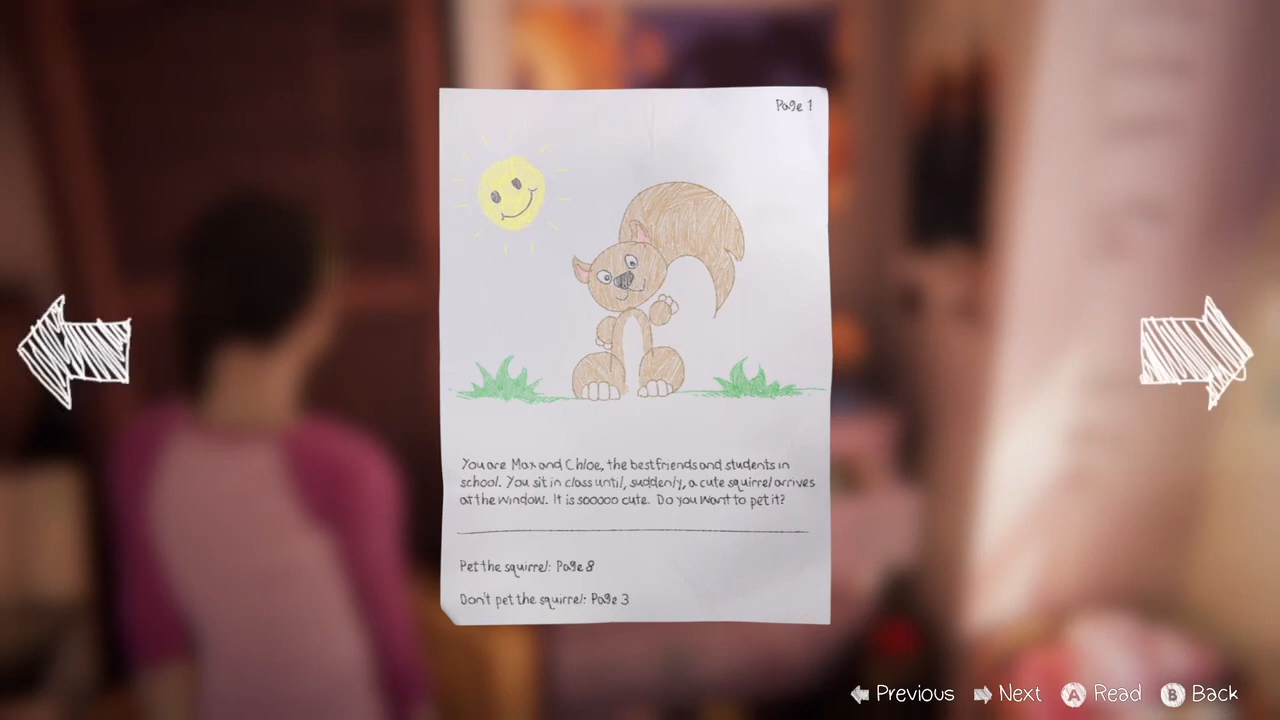 Page 1
You are Max and Chloe, the best friends and students in
school. You sit in class until, suddenly, a cute squirrel arrives
at the window. It is sooooo cute. Do you want to pet it?
Pet the squirrel: Page 8
Don't pet the squirrel: Page 3
Previous Next A Read B Back